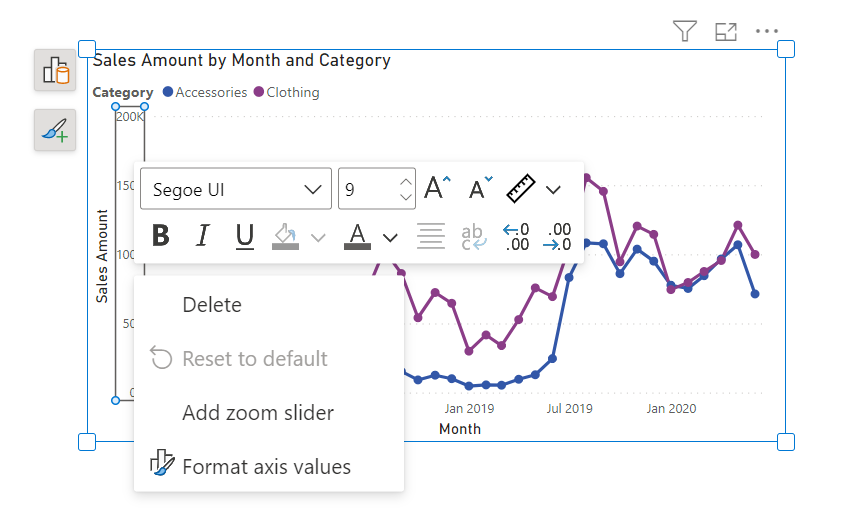 Sales Amount by Month and Category
Category Accessories Clothing
200K
Segoe UI 9 A A
150
B I U A ab c .0 .00 .00 .0
100
Sales Amount
Delete
50
Reset to default
0
Add zoom slider
Jan 2019 Jul 2019 Jan 2020
Month
Format axis values